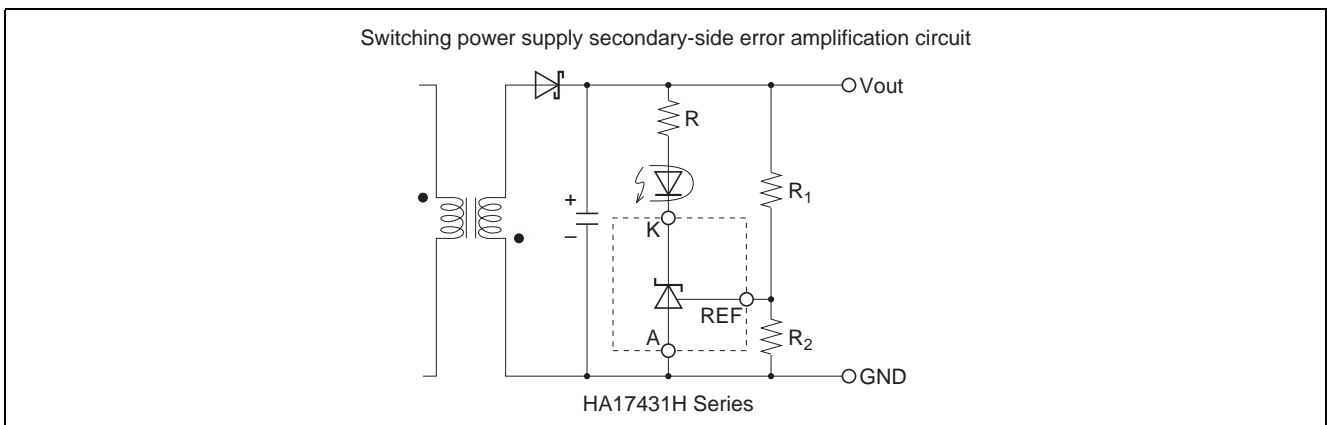 Switching power supply secondary-side error amplification circuit
Vout
R
R1
+
−
K
REF
A
R2
GND
HA17431H Series